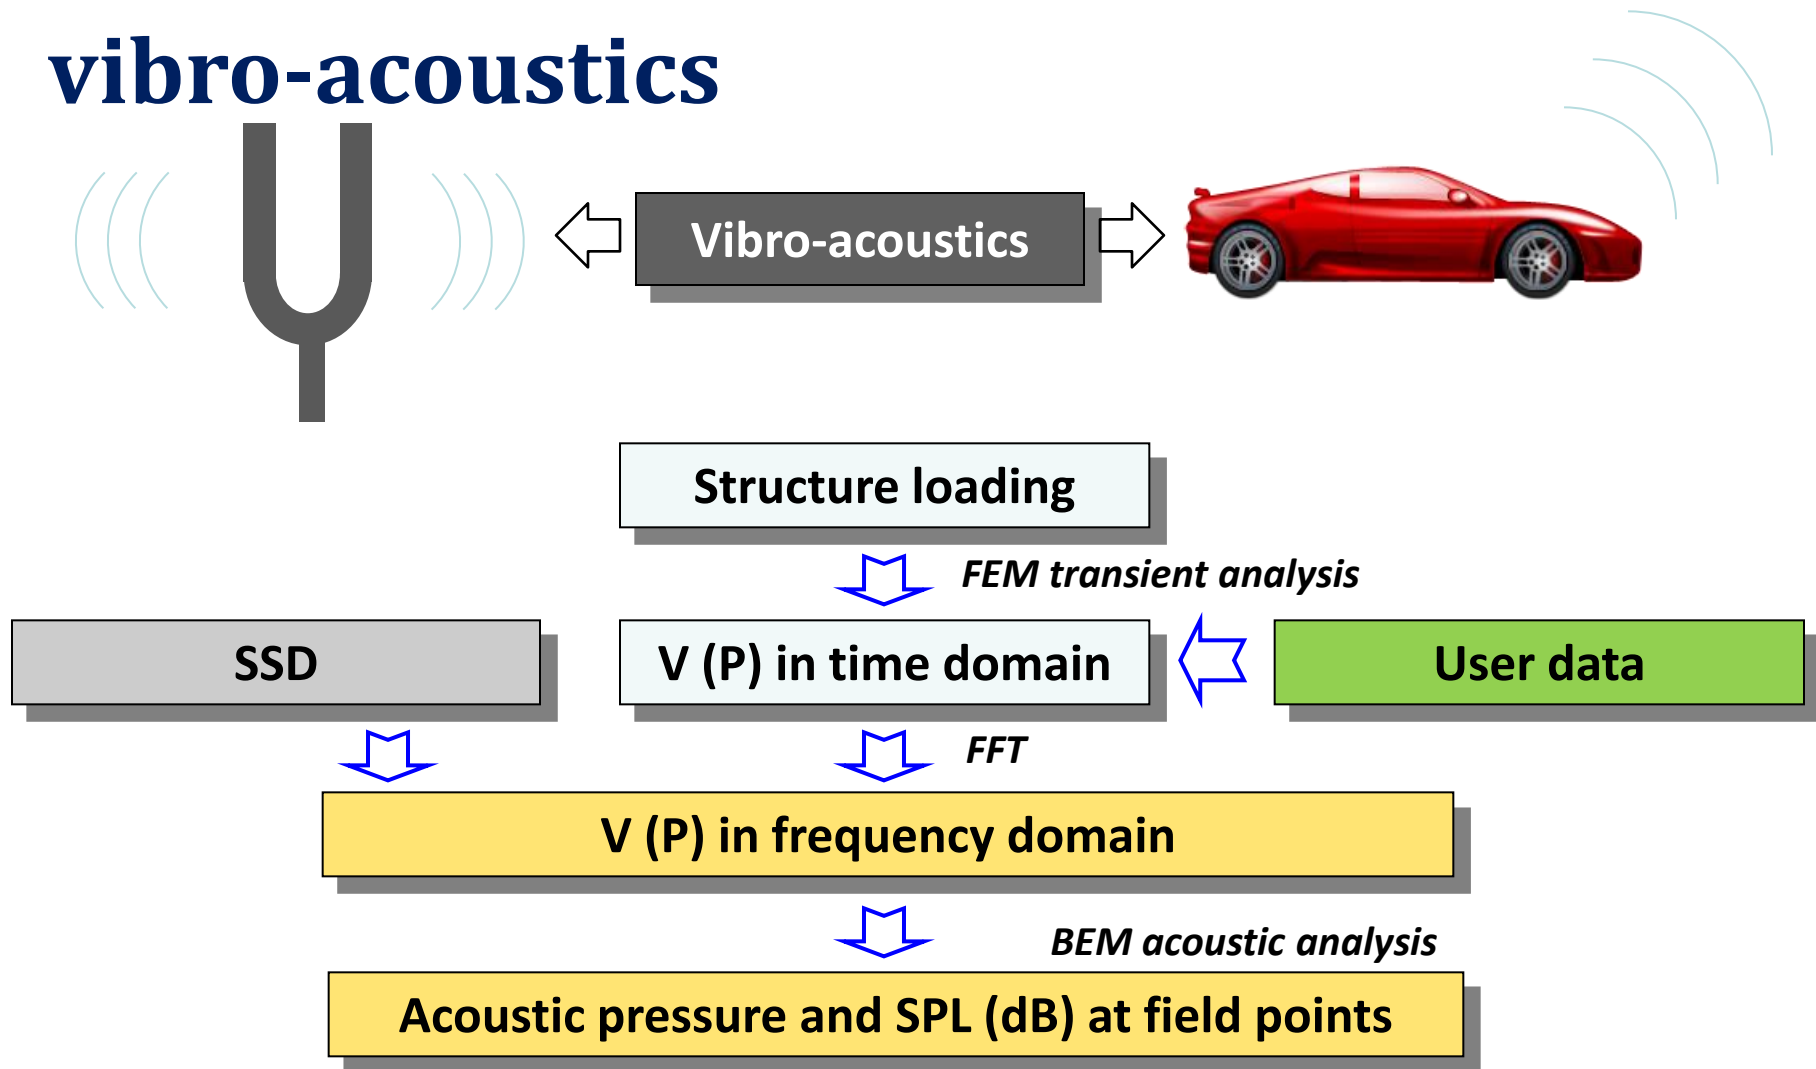 vibro-acoustics
Vibro-acoustics
Structure loading
FEM transient analysis
SSD
V (P) in time domain
User data
FFT
V (P) in frequency domain
BEM acoustic analysis
Acoustic pressure and SPL (dB) at field points